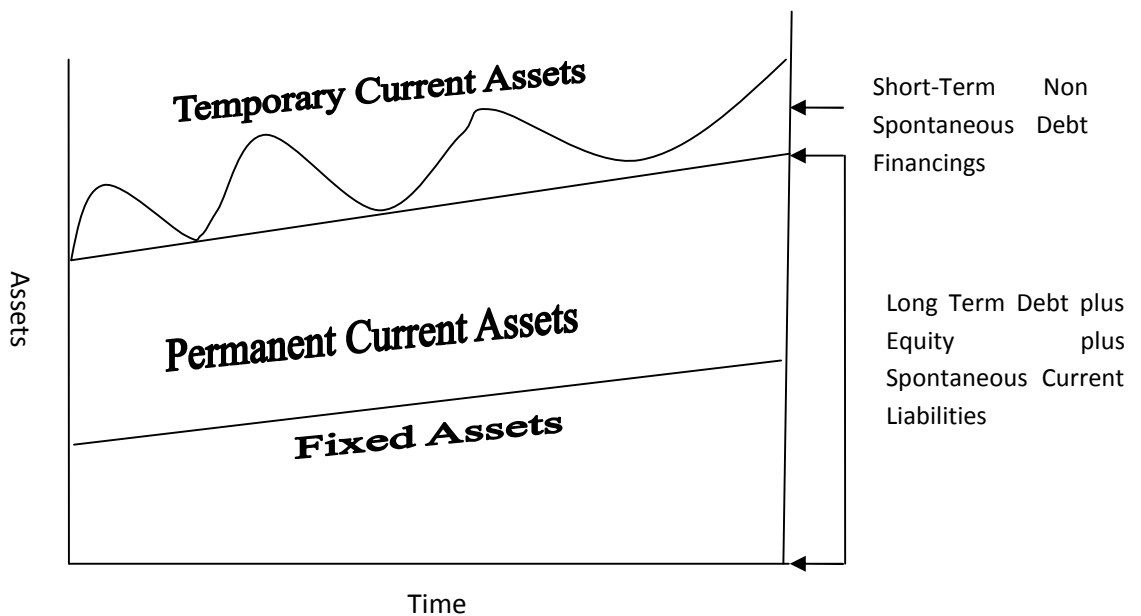 Temporary Current Assets
Short-Term Non
Spontaneous Debt
Financings
Assets
Permanent Current Assets
Long Term Debt plus
Equity plus
Spontaneous Current
Liabilities
Fixed Assets
Time